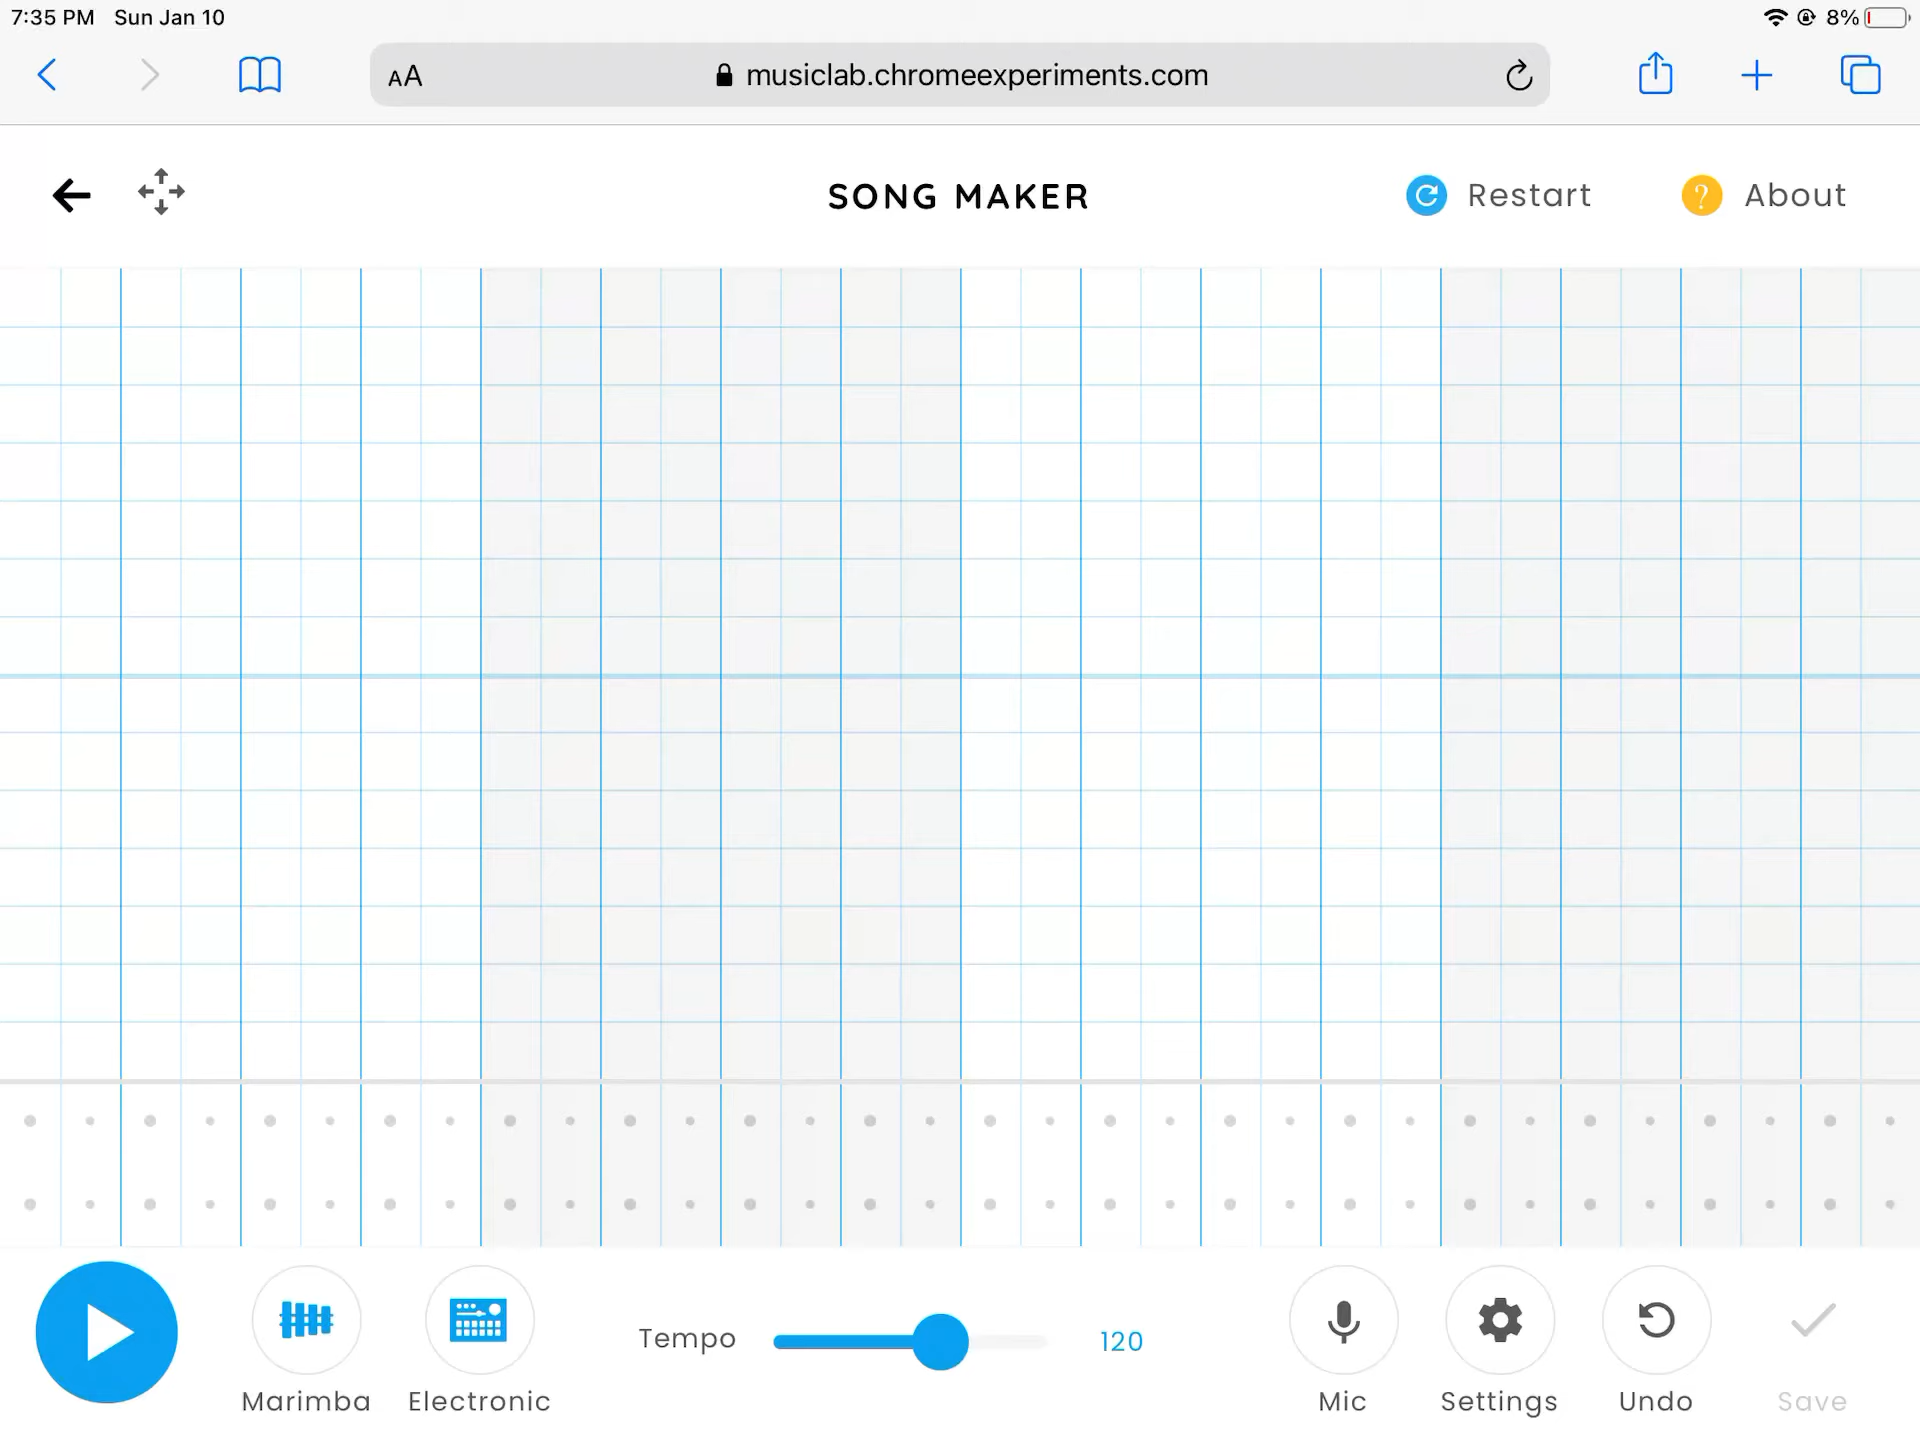 7:35 PM Sun Jan 10 8%
AA musiclab.chromeexperiments.com
SONG MAKER Restart ? About
Tempo 120
Marimba Electronic Mic Settings Undo Save